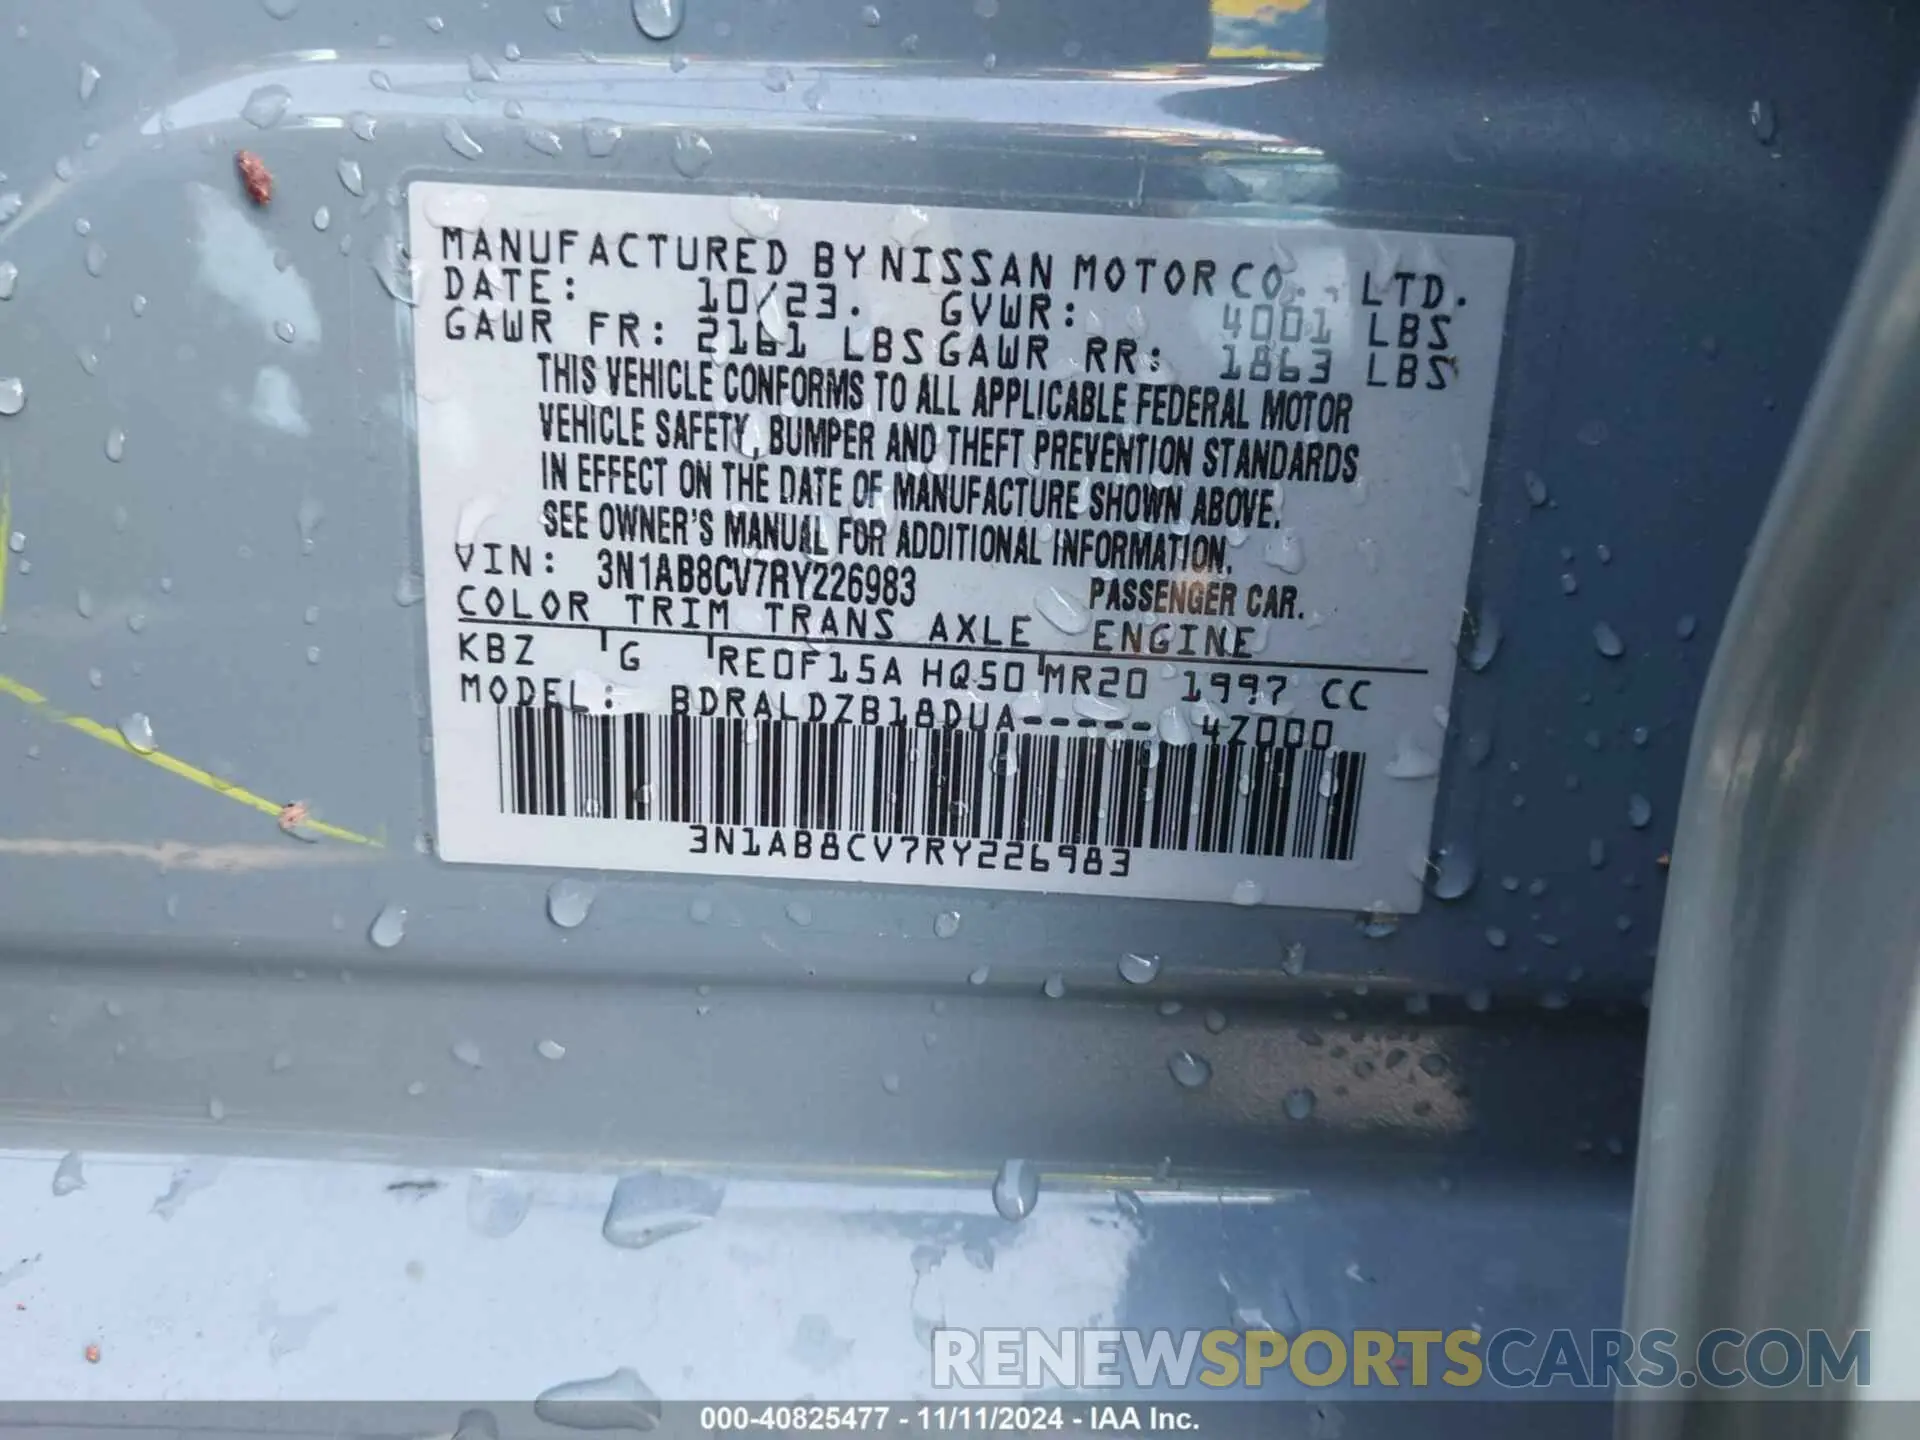 MANUFACTURED BY NISSAN MOTOR CO., LTD.
DATE: 10/23. GVWR: 4001 LBS
GAWR FR: 2161 LBS GAWR RR: 1863 LBS
THIS VEHICLE CONFORMS TO ALL APPLICABLE FEDERAL MOTOR
VEHICLE SAFETY, BUMPER AND THEFT PREVENTION STANDARDS
IN EFFECT ON THE DATE OF MANUFACTURE SHOWN ABOVE.
SEE OWNER'S MANUAL FOR ADDITIONAL INFORMATION.
VIN: 3N1AB8CV7RY226983 PASSENGER CAR.
COLOR TRIM TRANS AXLE ENGINE
KBZ G RE0F15A HQ50 MR20 1997 CC
MODEL: BDRALDZB18DUA----- 4Z000
3N1AB8CV7RY226983
RENEWSPORTSCARS.COM
000-40825477 - 11/11/2024 - IAA Inc.